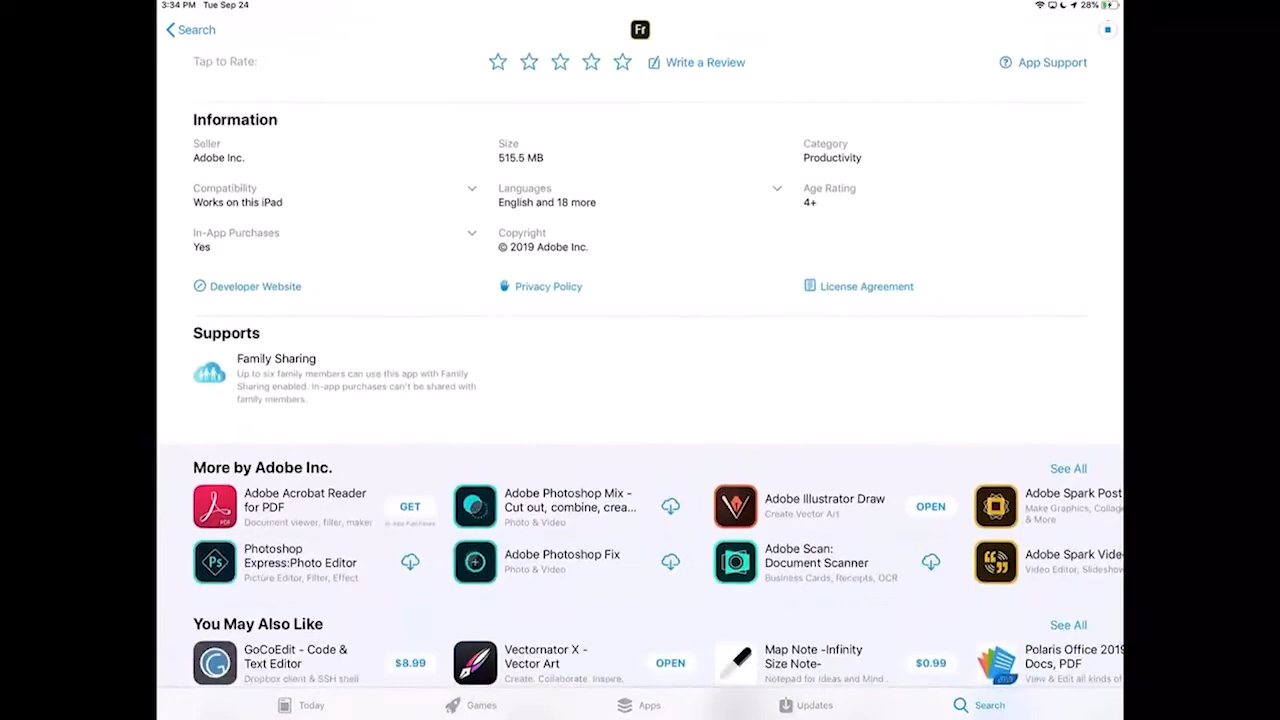 3:34 PM Tue Sep 24
28%
Search
Fr
Tap to Rate:
Write a Review
App Support
Information
Seller
Adobe Inc.
Size
515.5 MB
Category
Productivity
Compatibility
Works on this iPad
Languages
English and 18 more
Age Rating
4+
In-App Purchases
Yes
Copyright
© 2019 Adobe Inc.
Developer Website
Privacy Policy
License Agreement
Supports
Family Sharing
Up to six family members can use this app with Family
Sharing enabled. In-app purchases can't be shared with
family members.
More by Adobe Inc.
See All
Adobe Acrobat Reader
for PDF
Document viewer, filler, maker
GET
In-App Purchases
PDF
Adobe Photoshop Mix -
Cut out, combine, crea...
Photo & Video
Adobe Illustrator Draw
Create Vector Art
OPEN
Adobe Spark Post
Make Graphics, Collag
& More
Ps
Photoshop
Express:Photo Editor
Picture Editor, Filter, Effect
Adobe Photoshop Fix
Photo & Video
Adobe Scan:
Document Scanner
Business Cards, Receipts, OCR
Adobe Spark Vide
Video Editor, Slidesho
You May Also Like
See All
GoCoEdit - Code &
Text Editor
Dropbox client & SSH shell
$8.99
Vectornator X -
Vector Art
Create. Collaborate. Inspire.
OPEN
Map Note -Infinity
Size Note-
Notepad for Ideas and Mind
$0.99
Polaris Office 2019
Docs, PDF
View & Edit all kinds of
Today
Games
Apps
Updates
Search